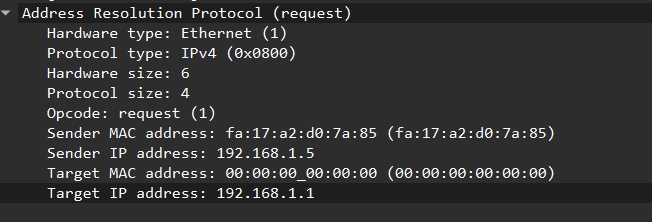 Address Resolution Protocol (request)
Hardware type: Ethernet (1)
Protocol type: IPv4 (0x0800)
Hardware size: 6
Protocol size: 4
Opcode: request (1)
Sender MAC address: fa:17:a2:d0:7a:85 (fa:17:a2:d0:7a:85)
Sender IP address: 192.168.1.5
Target MAC address: 00:00:00_00:00:00 (00:00:00:00:00:00)
Target IP address: 192.168.1.1